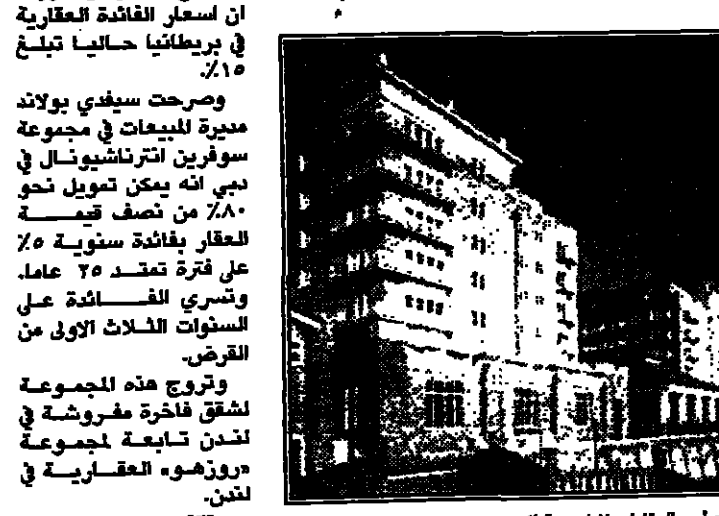 ان اسعار الفائدة العقارية
في بريطانيا حاليا تبلغ
١٥٪.
وصرحت سيفدي بولاند
مديرة المبيعات في مجموعة
سوفرين انترناشيونال في
دبي انه يمكن تمويل نحو
٨٠٪ من نصف قيمة
العقار بفائدة سنوية ٥٪
على فترة تمتد ٢٥ عاما.
وتسري الفائدة على
السنوات الثلاث الاولى من
القرض.
وتروج هذه المجموعة
لشقق فاخرة مفروشة في
لندن تابعة لمجموعة
«روزهو» العقارية في
لندن.